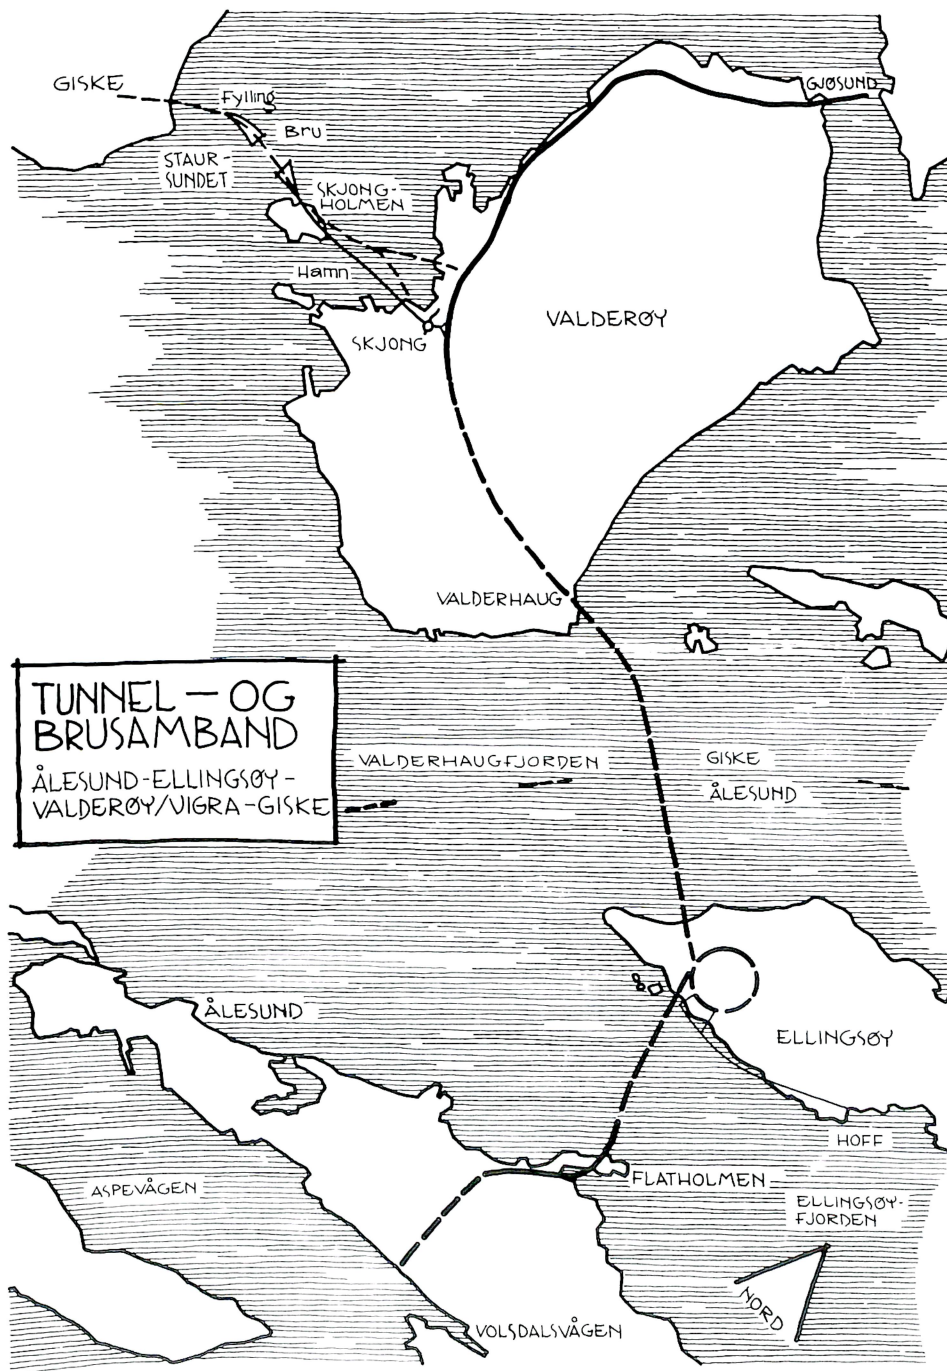 GISKE
Fylling
Bru
GJØSUND
STAUR-
SUNDET
SKJONG-
HOLMEN
Hamn
SKJONG
VALDERØY
VALDERHAUG
TUNNEL – OG
BRUSAMBAND
ÅLESUND-ELLINGSØY-
VALDERØY/VIGRA-GISKE
VALDERHAUGFJORDEN
GISKE
ÅLESUND
ÅLESUND
ELLINGSØY
HOFF
ASPEVÅGEN
FLATHOLMEN
ELLINGSØY-
FJORDEN
NORD
VOLSDALSVÅGEN